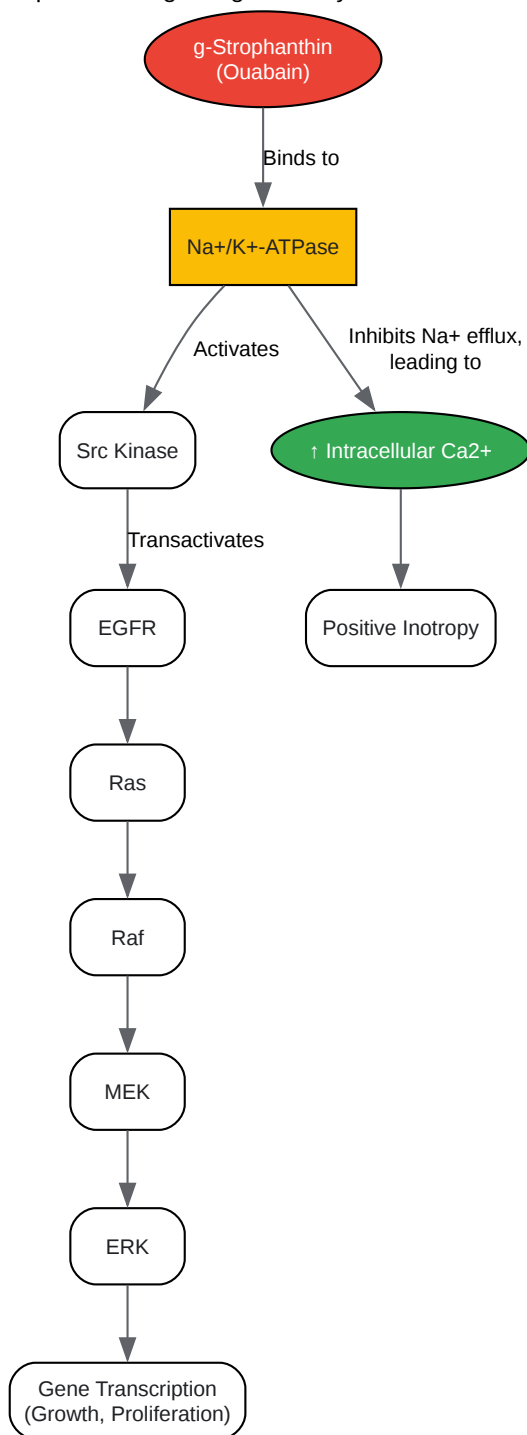 g-Strophanthin
(Ouabain)
Binds to
Na+/K+-ATPase
Activates
Inhibits Na+ efflux,
leading to
Src Kinase
↑ Intracellular Ca2+
Transactivates
EGFR
Positive Inotropy
Ras
Raf
MEK
ERK
Gene Transcription
(Growth, Proliferation)